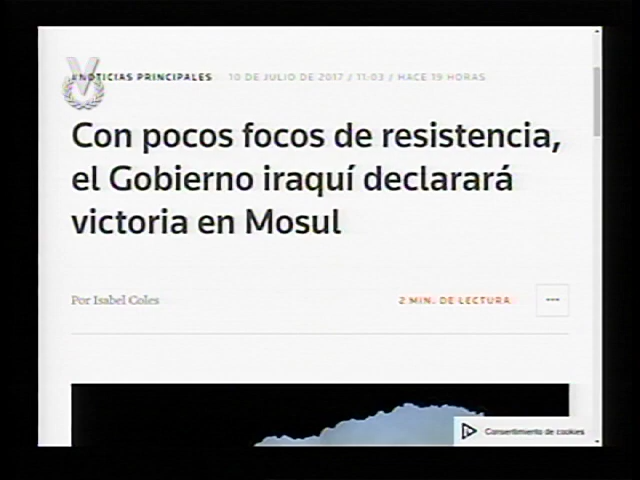 #NOTICIAS PRINCIPALES 10 DE JULIO DE 2017 / 11:03 / HACE 19 HORAS
Con pocos focos de resistencia,
el Gobierno iraquí declarará
victoria en Mosul
Por Isabel Coles 2 MIN. DE LECTURA
Consentimiento de cookies